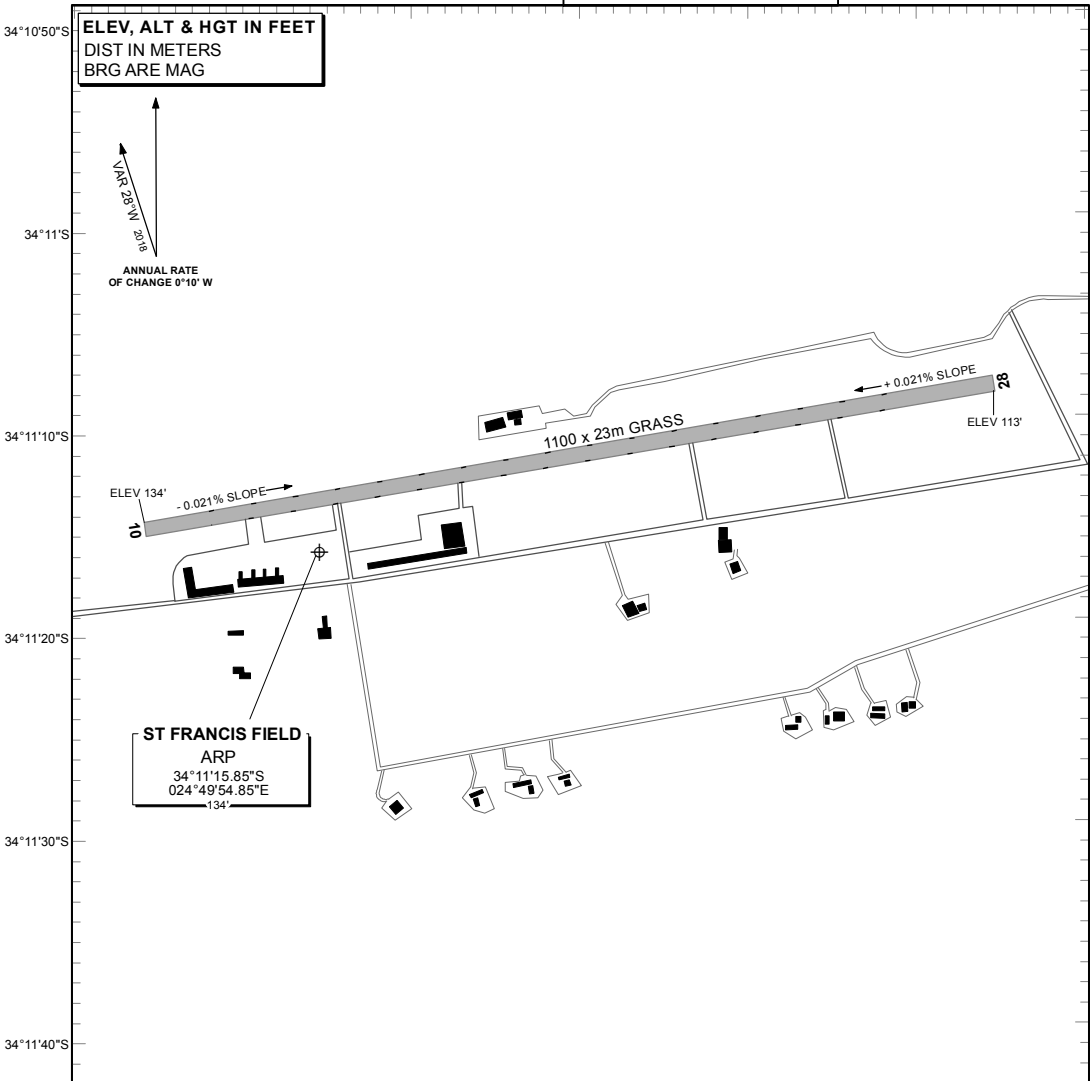 ELEV, ALT & HGT IN FEET
DIST IN METERS
BRG ARE MAG
34°10'50"S
VAR 28°W 2018
34°11'S
ANNUAL RATE
OF CHANGE 0°10' W
+ 0.021% SLOPE
28
ELEV 113'
34°11'10"S
1100 x 23m GRASS
ELEV 134'
- 0.021% SLOPE
10
34°11'20"S
ST FRANCIS FIELD
ARP
34°11'15.85"S
024°49'54.85"E
134'
34°11'30"S
34°11'40"S